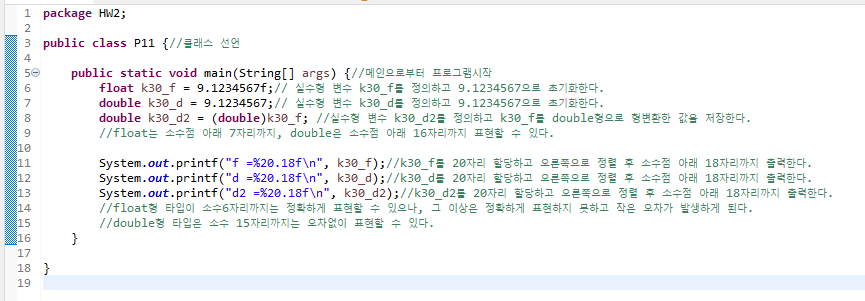 1 package HW2;
2
3 public class P11 {//클래스 선언
4
5 public static void main(String[] args) {//메인으로부터 프로그램시작
6 float k30_f = 9.1234567f;// 실수형 변수 k30_f를 정의하고 9.1234567으로 초기화한다.
7 double k30_d = 9.1234567;// 실수형 변수 k30_d를 정의하고 9.1234567으로 초기화한다.
8 double k30_d2 = (double)k30_f; //실수형 변수 k30_d2를 정의하고 k30_f를 double형으로 형변환한 값을 저장한다.
9 //float는 소수점 아래 7자리까지, double은 소수점 아래 16자리까지 표현할 수 있다.
10
11 System.out.printf("f =%20.18f\n", k30_f);//k30_f를 20자리 할당하고 오른쪽으로 정렬 후 소수점 아래 18자리까지 출력한다.
12 System.out.printf("d =%20.18f\n", k30_d);//k30_d를 20자리 할당하고 오른쪽으로 정렬 후 소수점 아래 18자리까지 출력한다.
13 System.out.printf("d2 =%20.18f\n", k30_d2);//k30_d2를 20자리 할당하고 오른쪽으로 정렬 후 소수점 아래 18자리까지 출력한다.
14 //float형 타입이 소수6자리까지는 정확하게 표현할 수 있으나, 그 이상은 정확하게 표현하지 못하고 작은 오차가 발생하게 된다.
15 //double형 타입은 소수 15자리까지는 오차없이 표현할 수 있다.
16 }
17
18 }
19